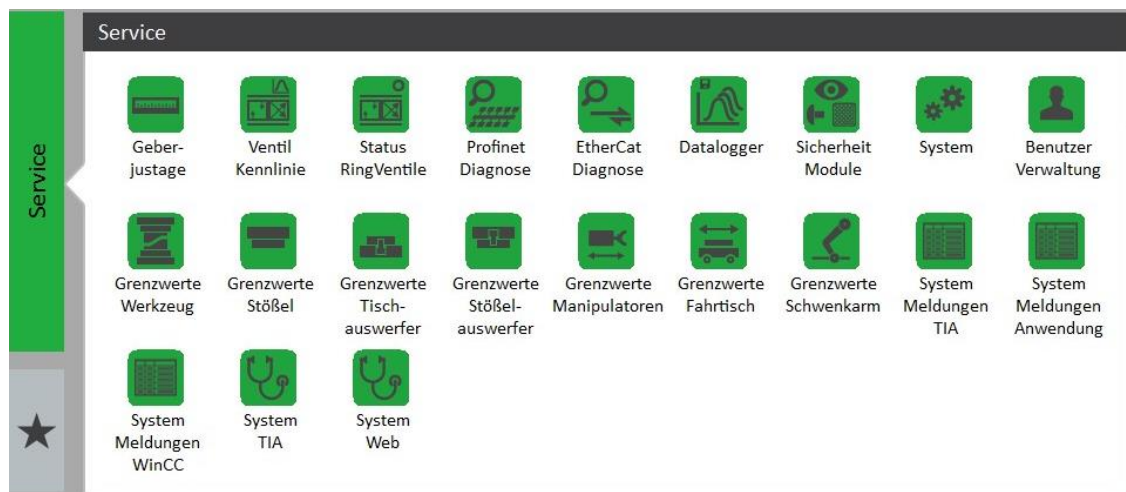 Service
Service
Geber-
justage
Ventil
Kennlinie
Status
RingVentile
Profinet
Diagnose
EtherCat
Diagnose
Datalogger
Sicherheit
Module
System
Benutzer
Verwaltung
Grenzwerte
Werkzeug
Grenzwerte
Stößel
Grenzwerte
Tisch-
auswerfer
Grenzwerte
Stößel-
auswerfer
Grenzwerte
Manipulatoren
Grenzwerte
Fahrtisch
Grenzwerte
Schwenkarm
System
Meldungen
TIA
System
Meldungen
Anwendung
System
Meldungen
WinCC
System
TIA
System
Web